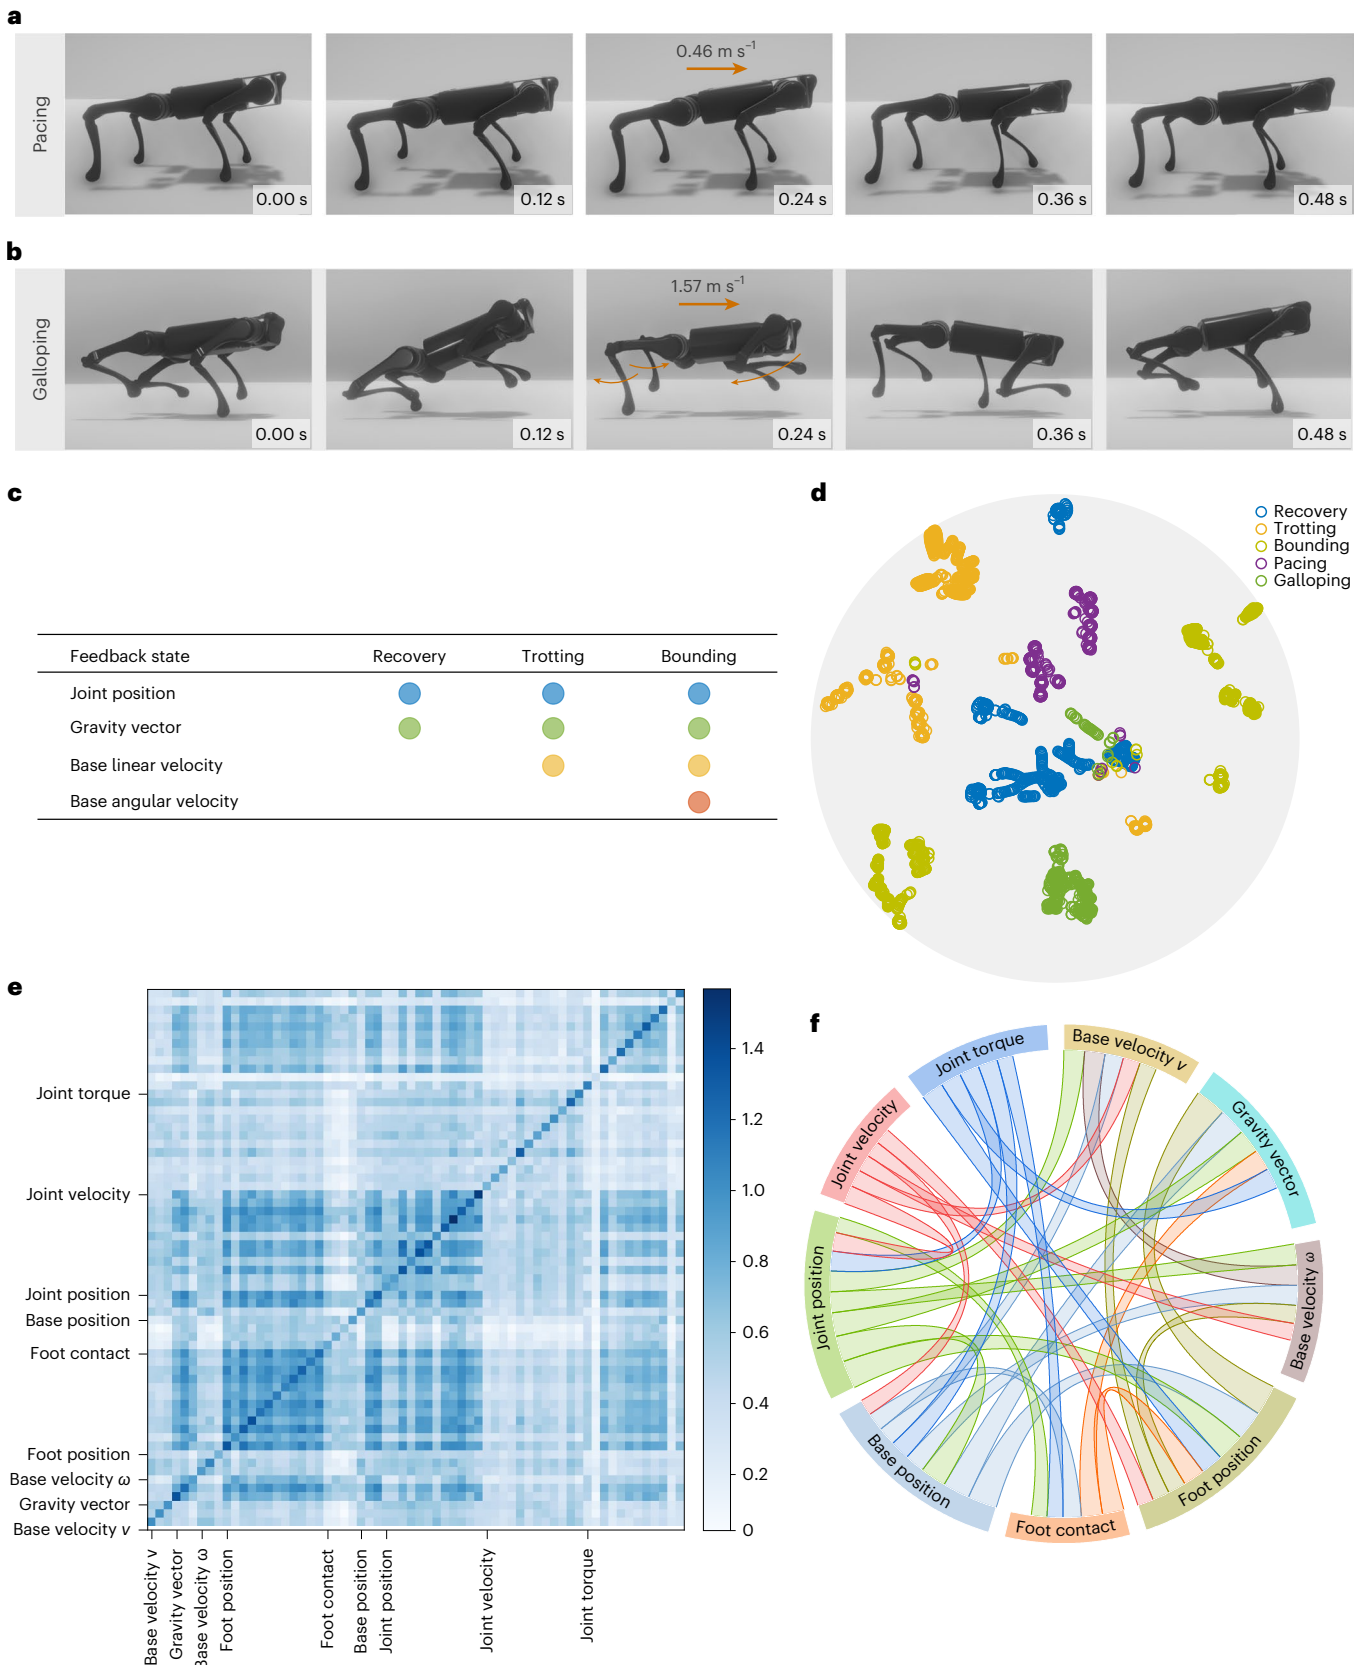 a
Pacing
0.46 m s⁻¹
0.00 s
0.12 s
0.24 s
0.36 s
0.48 s
b
Galloping
1.57 m s⁻¹
0.00 s
0.12 s
0.24 s
0.36 s
0.48 s
c
Feedback state Recovery Trotting Bounding
Joint position
Gravity vector
Base linear velocity
Base angular velocity
d
Recovery
Trotting
Bounding
Pacing
Galloping
e
Joint torque
Joint velocity
Joint position
Base position
Foot contact
Foot position
Base velocity ω
Gravity vector
Base velocity v
Base velocity v
Gravity vector
Base velocity ω
Foot position
Foot contact
Base position
Joint position
Joint velocity
Joint torque
1.4
1.2
1.0
0.8
0.6
0.4
0.2
0
f
Joint torque
Base velocity v
Gravity vector
Base velocity ω
Foot position
Foot contact
Base position
Joint position
Joint velocity